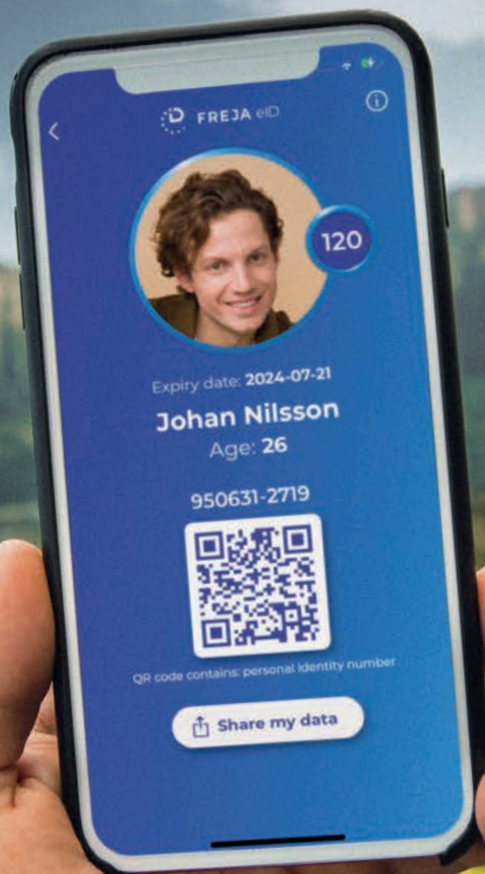 FREJA eID
120
Expiry date: 2024-07-21
Johan Nilsson
Age: 26
950631-2719
QR code contains: personal identity number
Share my data